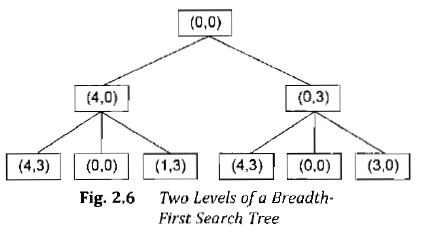 (0,0)
(4,0) (0,3)
(4,3) (0,0) (1,3) (4,3) (0,0) (3,0)
Fig. 2.6 Two Levels of a Breadth-
First Search Tree